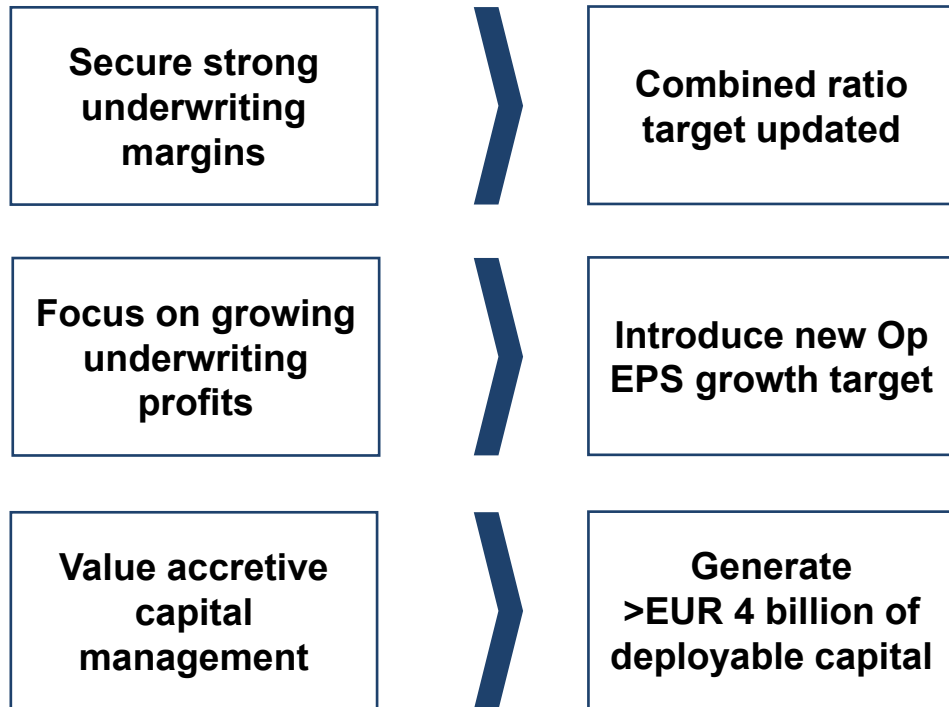 Secure strong
underwriting
margins
Combined ratio
target updated
Focus on growing
underwriting
profits
Introduce new Op
EPS growth target
Value accretive
capital
management
Generate
>EUR 4 billion of
deployable capital